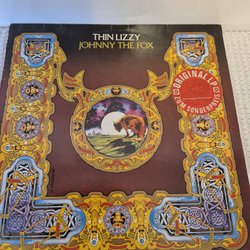 THIN LIZZY
JOHNNY THE FOX
ORIGINAL LP
ZUM SONDERPREIS